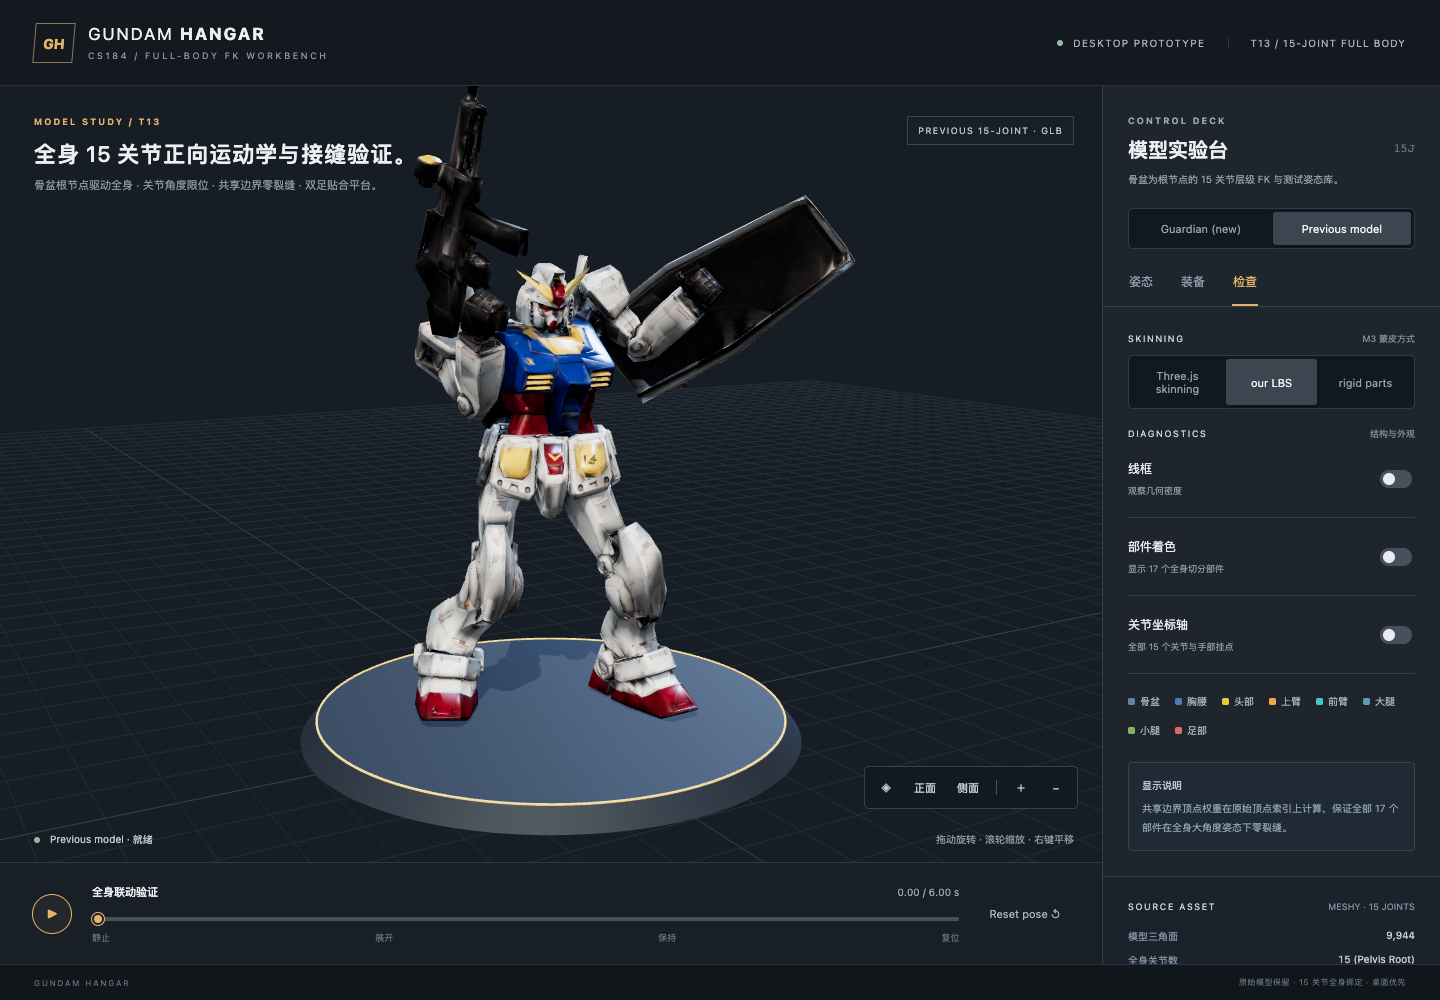 GH
GUNDAM HANGAR
CS184 / FULL-BODY FK WORKBENCH
DESKTOP PROTOTYPE
T13 / 15-JOINT FULL BODY
MODEL STUDY / T13
全身 15 关节正向运动学与接缝验证。
骨盆根节点驱动全身 · 关节角度限位 · 共享边界零裂缝 · 双足贴合平台。
PREVIOUS 15-JOINT · GLB
正面 侧面 + −
Previous model · 就绪
拖动旋转 · 滚轮缩放 · 右键平移
全身联动验证
0.00 / 6.00 s
静止 展开 保持 复位
Reset pose
CONTROL DECK
模型实验台
15J
骨盆为根节点的 15 关节层级 FK 与测试姿态库。
Guardian (new)
Previous model
姿态 装备 检查
SKINNING
M3 蒙皮方式
Three.js
skinning
our LBS
rigid parts
DIAGNOSTICS
结构与外观
线框
观察几何密度
部件着色
显示 17 个全身切分部件
关节坐标轴
全部 15 个关节与手部挂点
骨盆 胸腰 头部 上臂 前臂 大腿
小腿 足部
显示说明
共享边界顶点权重在原始顶点索引上计算，保证全部 17 个
部件在全身大角度姿态下零裂缝。
SOURCE ASSET
MESHY · 15 JOINTS
模型三角面
9,944
全身关节数
15 (Pelvis Root)
GUNDAM HANGAR
原始模型保留 · 15 关节全身绑定 · 桌面优先